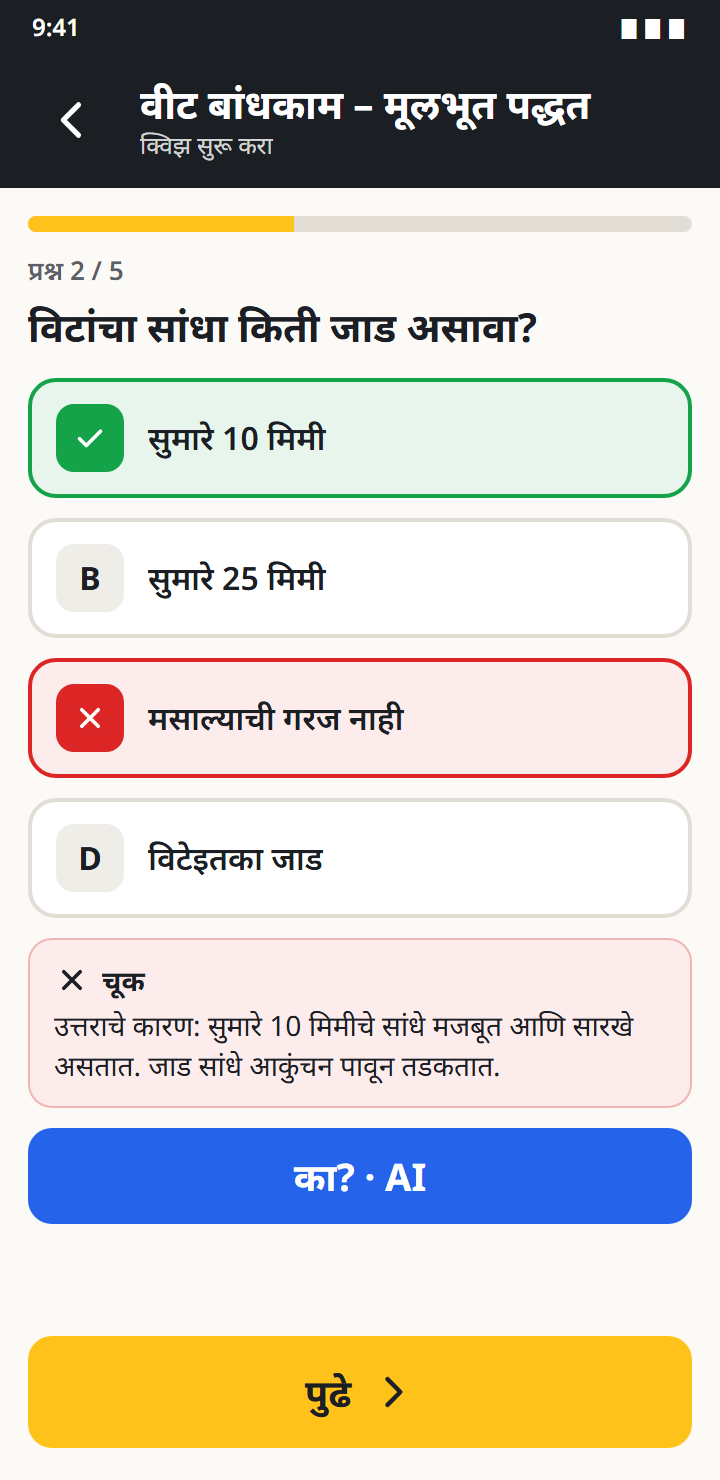 9:41
वीट बांधकाम – मूलभूत पद्धत
क्विझ सुरू करा
प्रश्न 2 / 5
विटांचा सांधा किती जाड असावा?
सुमारे 10 मिमी
B
सुमारे 25 मिमी
मसाल्याची गरज नाही
D
विटेइतका जाड
चूक
उत्तराचे कारण: सुमारे 10 मिमीचे सांधे मजबूत आणि सारखे
असतात. जाड सांधे आकुंचन पावून तडकतात.
का? · AI
पुढे